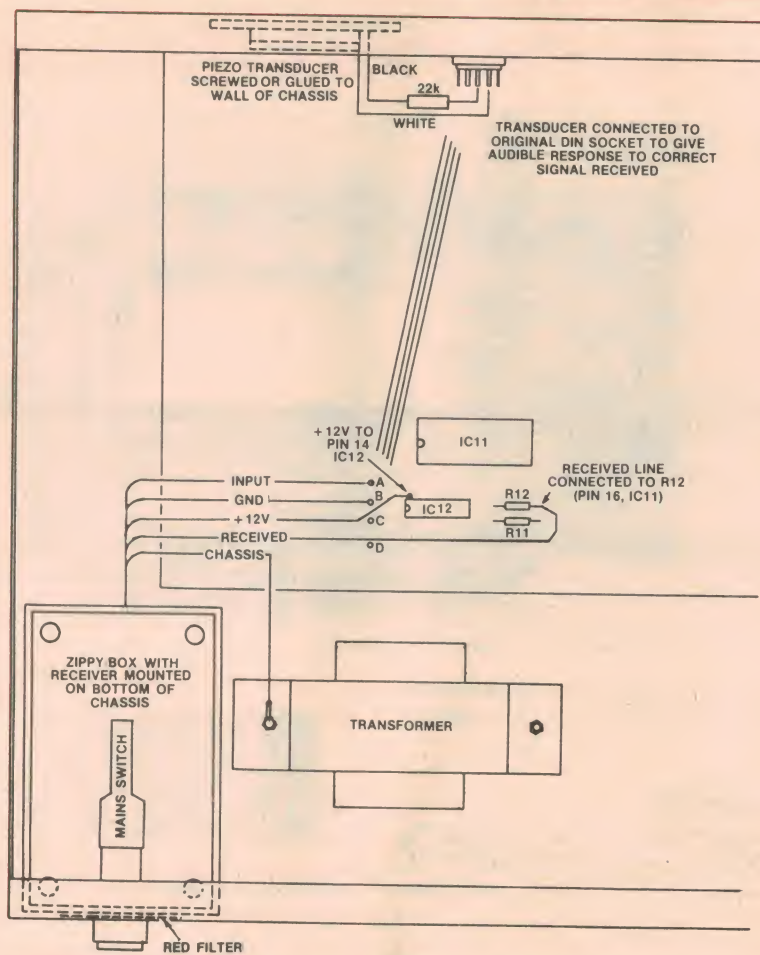 PIEZO TRANSDUCER
SCREWED OR GLUED TO
WALL OF CHASSIS
BLACK
22k
WHITE
TRANSDUCER CONNECTED TO
ORIGINAL DIN SOCKET TO GIVE
AUDIBLE RESPONSE TO CORRECT
SIGNAL RECEIVED
+12V TO
PIN 14
IC12
IC11
RECEIVED LINE
CONNECTED TO R12
(PIN 16, IC11)
INPUT
A
GND
B
+12V
C
RECEIVED
D
CHASSIS
IC12
R12
R11
ZIPPY BOX WITH
RECEIVER MOUNTED
ON BOTTOM OF
CHASSIS
MAINS SWITCH
TRANSFORMER
RED FILTER